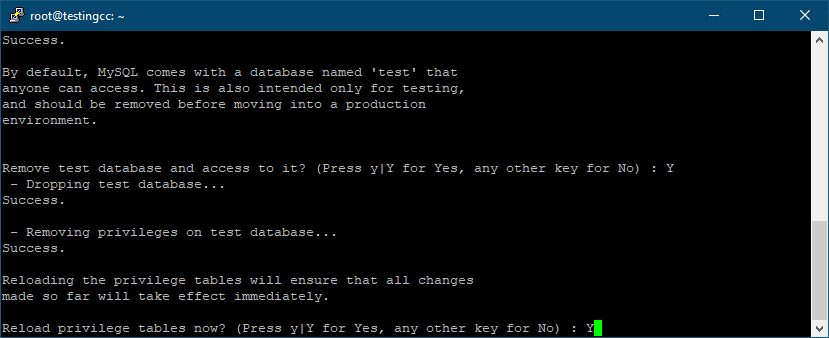 root@testingcc: ~
Success.
By default, MySQL comes with a database named 'test' that
anyone can access. This is also intended only for testing,
and should be removed before moving into a production
environment.
Remove test database and access to it? (Press y|Y for Yes, any other key for No) : Y
 - Dropping test database...
Success.
 - Removing privileges on test database...
Success.
Reloading the privilege tables will ensure that all changes
made so far will take effect immediately.
Reload privilege tables now? (Press y|Y for Yes, any other key for No) : Y